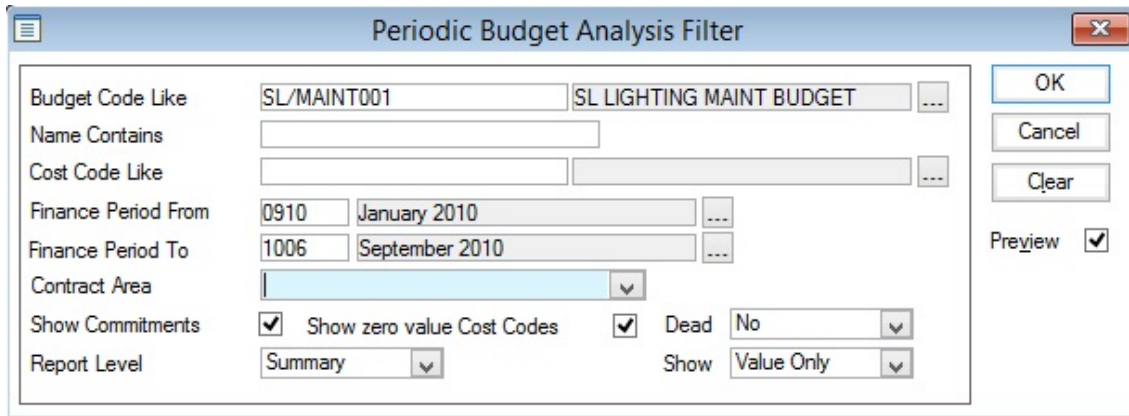 Periodic Budget Analysis Filter
Budget Code Like SL/MAINT001 SL LIGHTING MAINT BUDGET ... OK
Name Contains Cancel
Cost Code Like ... Clear
Finance Period From 0910 January 2010 ...
Finance Period To 1006 September 2010 ... Preview
Contract Area
Show Commitments Show zero value Cost Codes Dead No
Report Level Summary Show Value Only